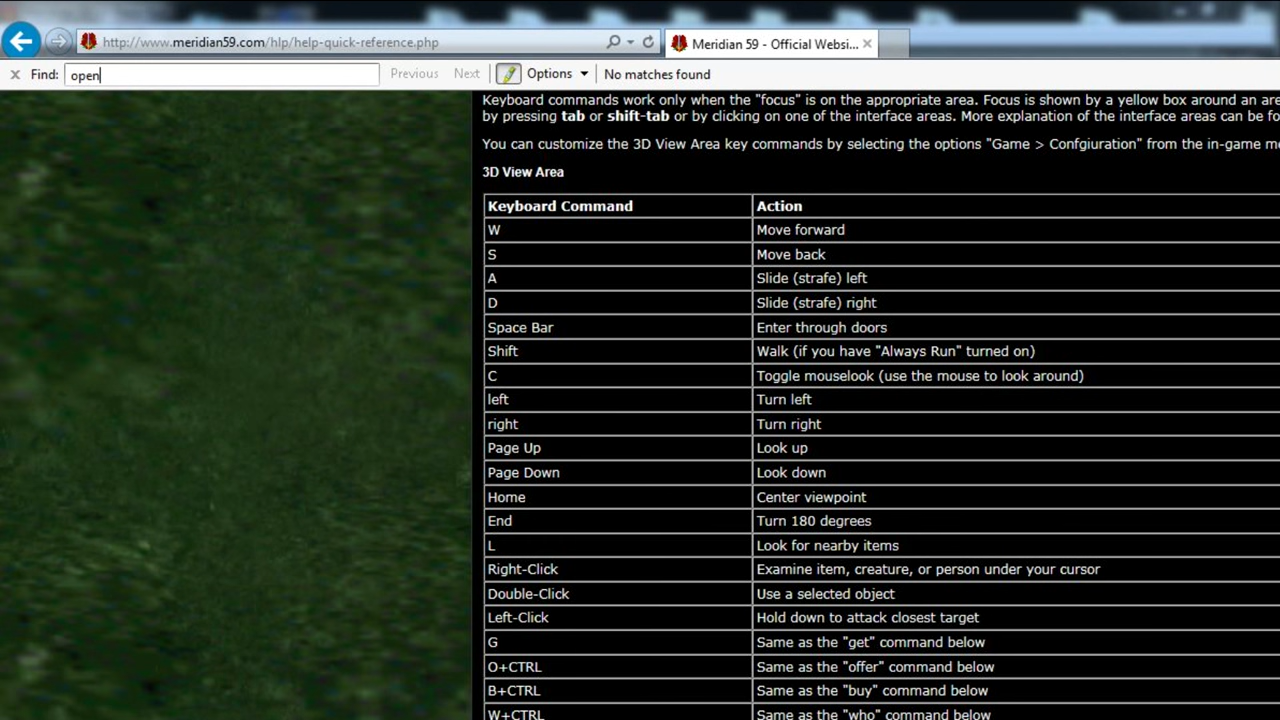 http://www.meridian59.com/hlp/help-quick-reference.php
Meridian 59 - Official Websi...
Find: open
Previous Next Options No matches found
Keyboard commands work only when the "focus" is on the appropriate area. Focus is shown by a yellow box around an are
by pressing tab or shift-tab or by clicking on one of the interface areas. More explanation of the interface areas can be fo
You can customize the 3D View Area key commands by selecting the options "Game > Confgiuration" from the in-game me
3D View Area
Keyboard Command Action
W Move forward
S Move back
A Slide (strafe) left
D Slide (strafe) right
Space Bar Enter through doors
Shift Walk (if you have "Always Run" turned on)
C Toggle mouselook (use the mouse to look around)
left Turn left
right Turn right
Page Up Look up
Page Down Look down
Home Center viewpoint
End Turn 180 degrees
L Look for nearby items
Right-Click Examine item, creature, or person under your cursor
Double-Click Use a selected object
Left-Click Hold down to attack closest target
G Same as the "get" command below
O+CTRL Same as the "offer" command below
B+CTRL Same as the "buy" command below
W+CTRL Same as the "who" command below